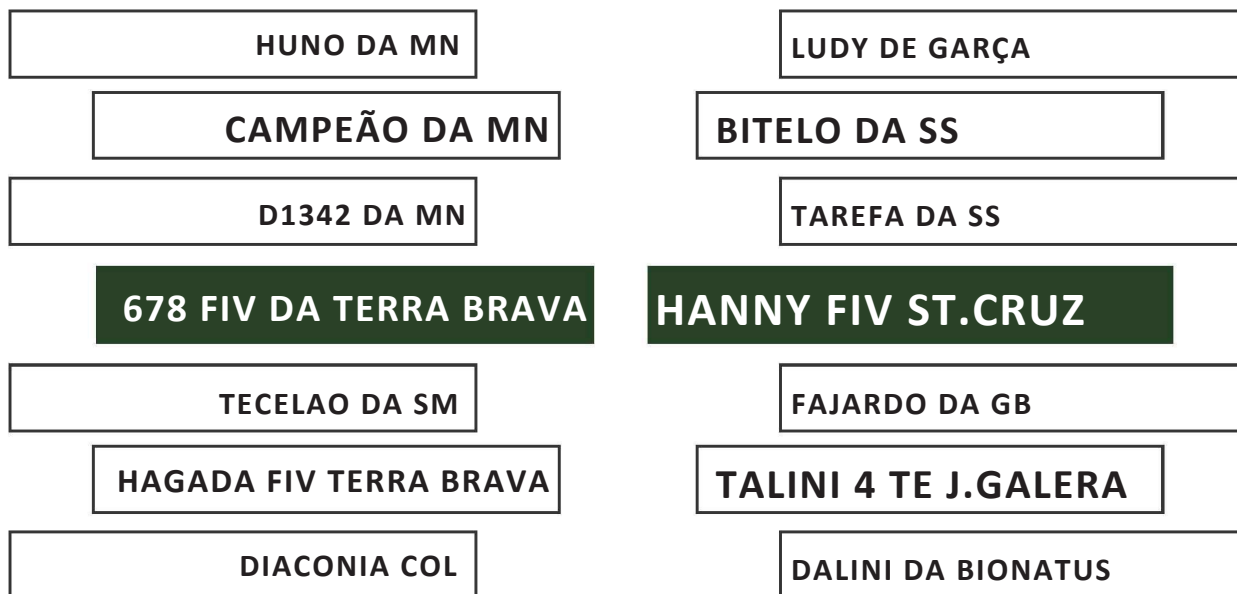 HUNO DA MN
LUDY DE GARÇA
CAMPEÃO DA MN
BITELO DA SS
D1342 DA MN
TAREFA DA SS
678 FIV DA TERRA BRAVA
HANNY FIV ST.CRUZ
TECELAO DA SM
FAJARDO DA GB
HAGADA FIV TERRA BRAVA
TALINI 4 TE J.GALERA
DIACONIA COL
DALINI DA BIONATUS